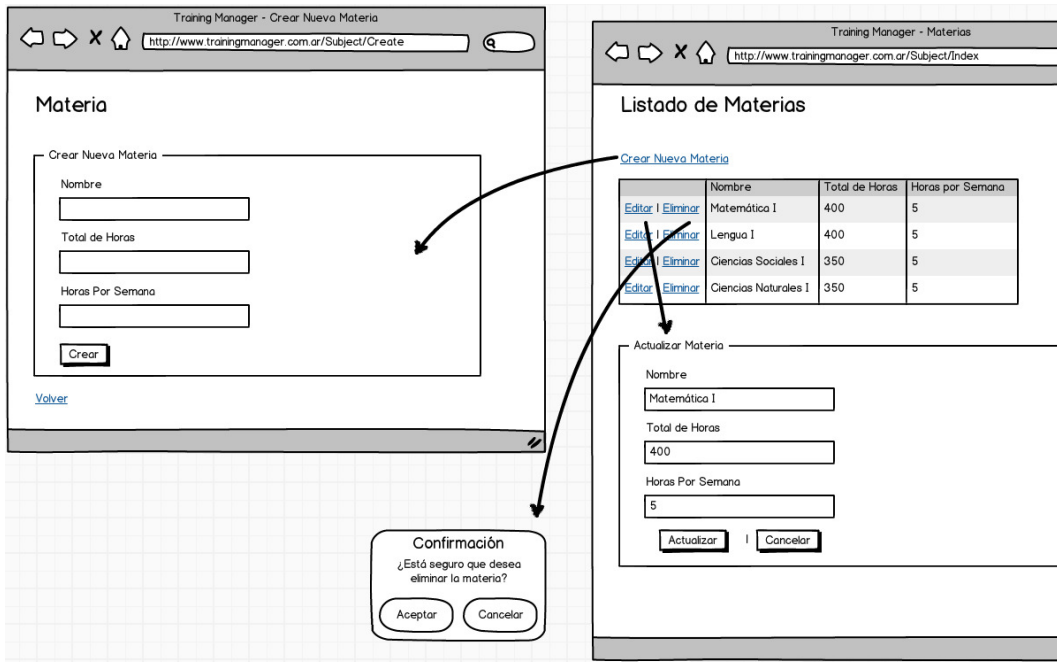 Training Manager - Crear Nueva Materia
http://www.trainingmanager.com.ar/Subject/Create
Materia
Crear Nueva Materia
Nombre
Total de Horas
Horas Por Semana
Crear
Volver
Training Manager - Materias
http://www.trainingmanager.com.ar/Subject/Index
Listado de Materias
Crear Nueva Materia
Nombre Total de Horas Horas por Semana
Editar | Eliminar Matemática I 400 5
Editar | Eliminar Lengua I 400 5
Editar | Eliminar Ciencias Sociales I 350 5
Editar | Eliminar Ciencias Naturales I 350 5
Actualizar Materia
Nombre
Matemática I
Total de Horas
400
Horas Por Semana
5
Actualizar | Cancelar
Confirmación
¿Está seguro que desea
eliminar la materia?
Aceptar Cancelar